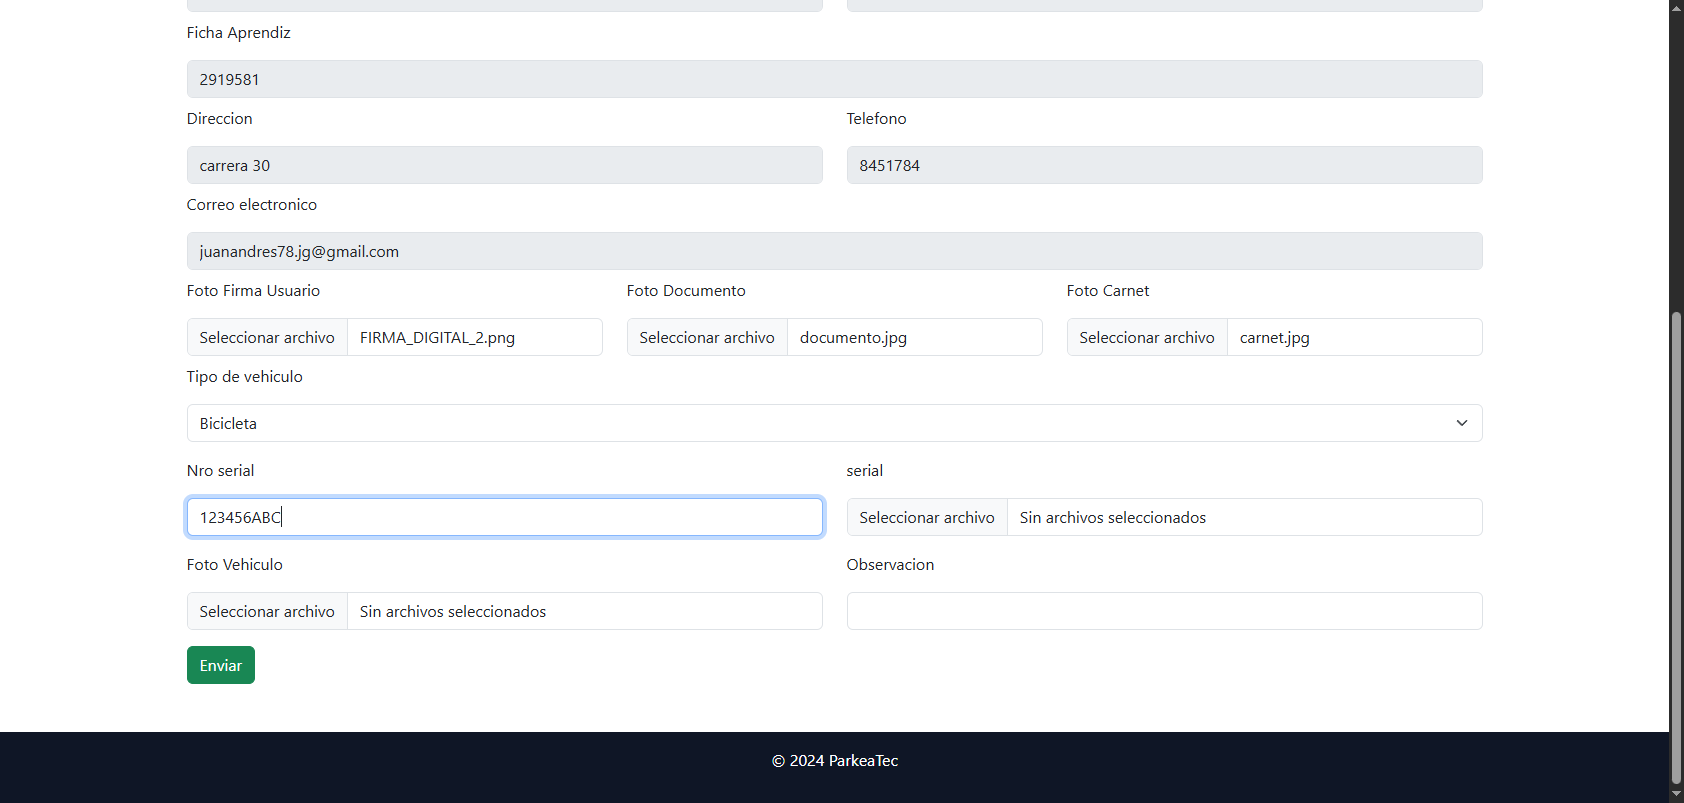 Ficha Aprendiz
2919581
Direccion
Telefono
carrera 30
8451784
Correo electronico
juanandres78.jg@gmail.com
Foto Firma Usuario
Foto Documento
Foto Carnet
Seleccionar archivo FIRMA_DIGITAL_2.png
Seleccionar archivo documento.jpg
Seleccionar archivo carnet.jpg
Tipo de vehiculo
Bicicleta
Nro serial
serial
123456ABC
Seleccionar archivo Sin archivos seleccionados
Foto Vehiculo
Observacion
Seleccionar archivo Sin archivos seleccionados
Enviar
© 2024 ParkeaTec